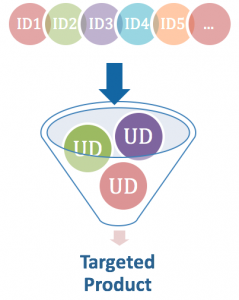 ID1 ID2 ID3 ID4 ID5 ...
UD UD
UD
Targeted
Product